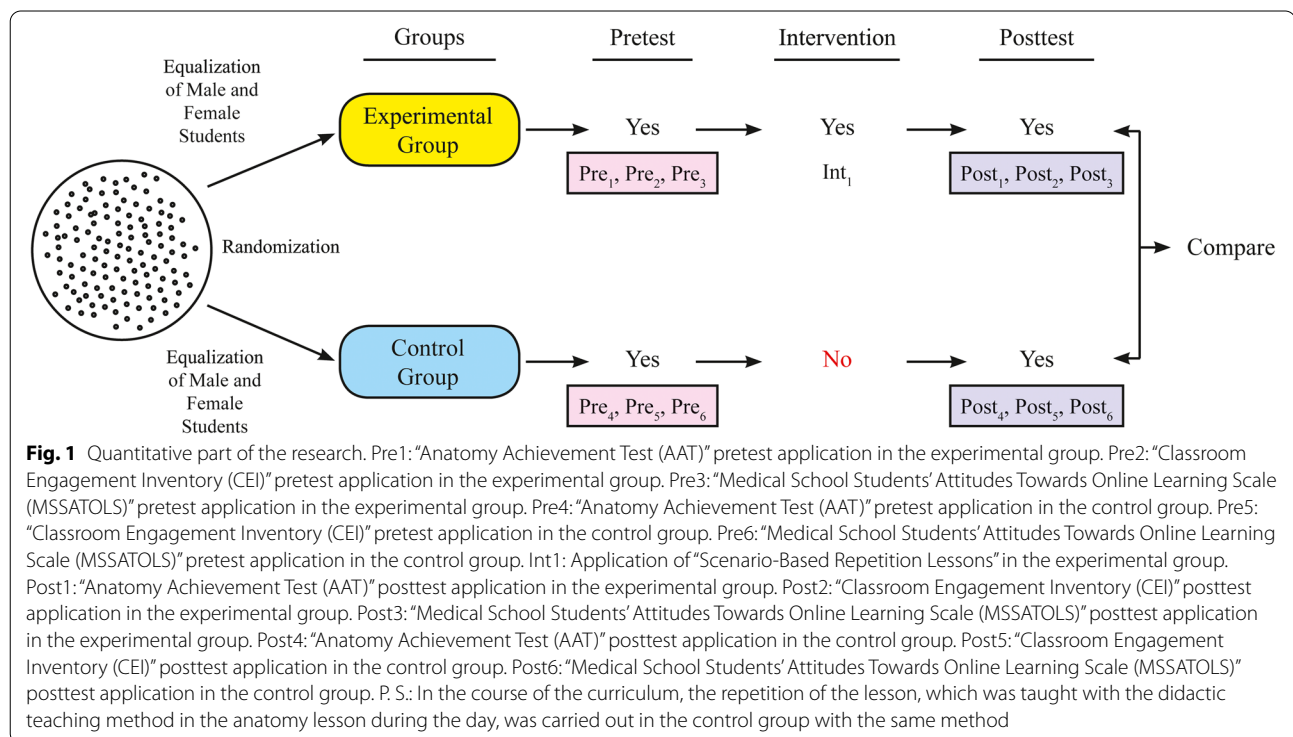 Groups Pretest Intervention Posttest
Equalization
of Male and
Female
Students
Experimental
Group
Yes Yes Yes
Pre1, Pre2, Pre3 Int1 Post1, Post2, Post3
Randomization
Compare
Equalization
of Male and
Female
Students
Control
Group
Yes No Yes
Pre4, Pre5, Pre6 Post4, Post5, Post6
Fig. 1 Quantitative part of the research. Pre1: “Anatomy Achievement Test (AAT)” pretest application in the experimental group. Pre2: “Classroom
Engagement Inventory (CEI)” pretest application in the experimental group. Pre3: “Medical School Students’ Attitudes Towards Online Learning Scale
(MSSATOLS)” pretest application in the experimental group. Pre4: “Anatomy Achievement Test (AAT)” pretest application in the control group. Pre5:
“Classroom Engagement Inventory (CEI)” pretest application in the control group. Pre6: “Medical School Students’ Attitudes Towards Online Learning
Scale (MSSATOLS)” pretest application in the control group. Int1: Application of “Scenario-Based Repetition Lessons” in the experimental group.
Post1: “Anatomy Achievement Test (AAT)” posttest application in the experimental group. Post2: “Classroom Engagement Inventory (CEI)” posttest
application in the experimental group. Post3: “Medical School Students’ Attitudes Towards Online Learning Scale (MSSATOLS)” posttest application
in the experimental group. Post4: “Anatomy Achievement Test (AAT)” posttest application in the control group. Post5: “Classroom Engagement
Inventory (CEI)” posttest application in the control group. Post6: “Medical School Students’ Attitudes Towards Online Learning Scale (MSSATOLS)”
posttest application in the control group. P. S.: In the course of the curriculum, the repetition of the lesson, which was taught with the didactic
teaching method in the anatomy lesson during the day, was carried out in the control group with the same method